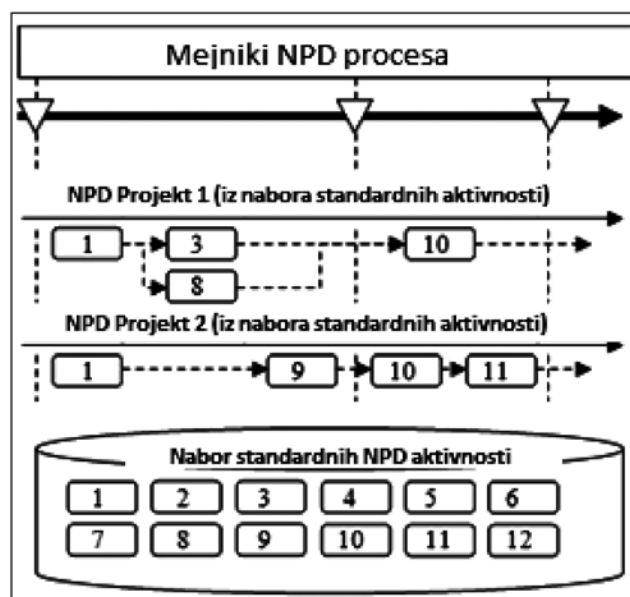 Mejniki NPD procesa
NPD Projekt 1 (iz nabora standardnih aktivnosti)
1 3 10
8
NPD Projekt 2 (iz nabora standardnih aktivnosti)
1 9 10 11
Nabor standardnih NPD aktivnosti
1 2 3 4 5 6
7 8 9 10 11 12